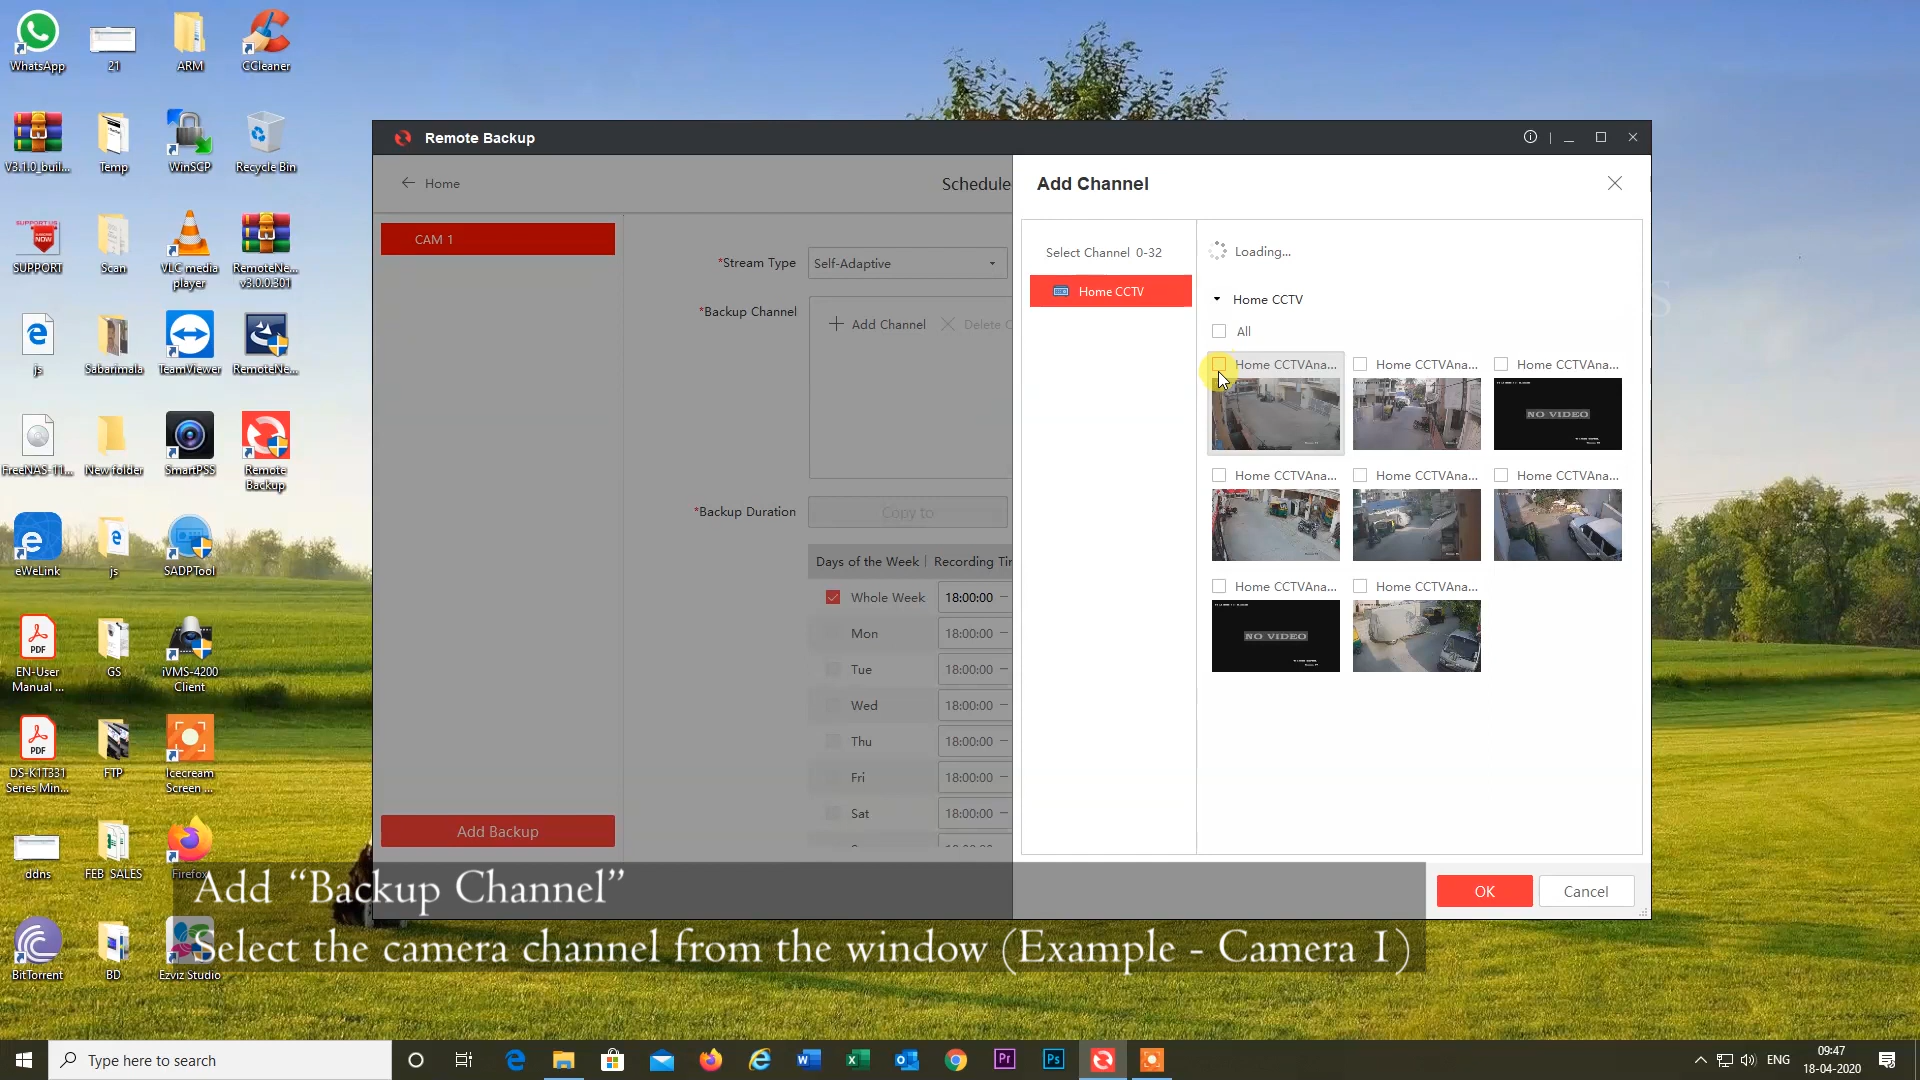 WhatsApp
21
ARM
CCleaner
V3.1.0_buil...
Temp
WinSCP
Recycle Bin
SUPPORT US
NOW
SUPPORT
Scan
VLC media
player
RemoteNe...
v3.0.0.301
js
Sabarimala
TeamViewer
RemoteNe...
FreeNAS-11...
New folder
SmartPSS
Remote
Backup
eWeLink
js
SADPTool
EN-User
Manual ...
GS
iVMS-4200
Client
DS-K1T331
Series Min...
FTP
Icecream
Screen ...
ddns
FEB_SALES
Firefox
BitTorrent
BD
Ezviz Studio
Remote Backup
Home
Schedule
CAM 1
*Stream Type
Self-Adaptive
*Backup Channel
Add Channel
Delete C
*Backup Duration
Copy to
Days of the Week
Recording Tir
Whole Week
18:00:00 –
Mon
18:00:00 –
Tue
18:00:00 –
Wed
18:00:00 –
Thu
18:00:00 –
Fri
18:00:00 –
Sat
18:00:00 –
Add Backup
Add Channel
Select Channel 0-32
Home CCTV
Loading...
Home CCTV
All
Home CCTVAna...
Home CCTVAna...
Home CCTVAna...
NO VIDEO
Home CCTVAna...
Home CCTVAna...
Home CCTVAna...
Home CCTVAna...
Home CCTVAna...
NO VIDEO
OK
Cancel
Add “Backup Channel”
Select the camera channel from the window (Example - Camera 1)
Type here to search
ENG
09:47
18-04-2020